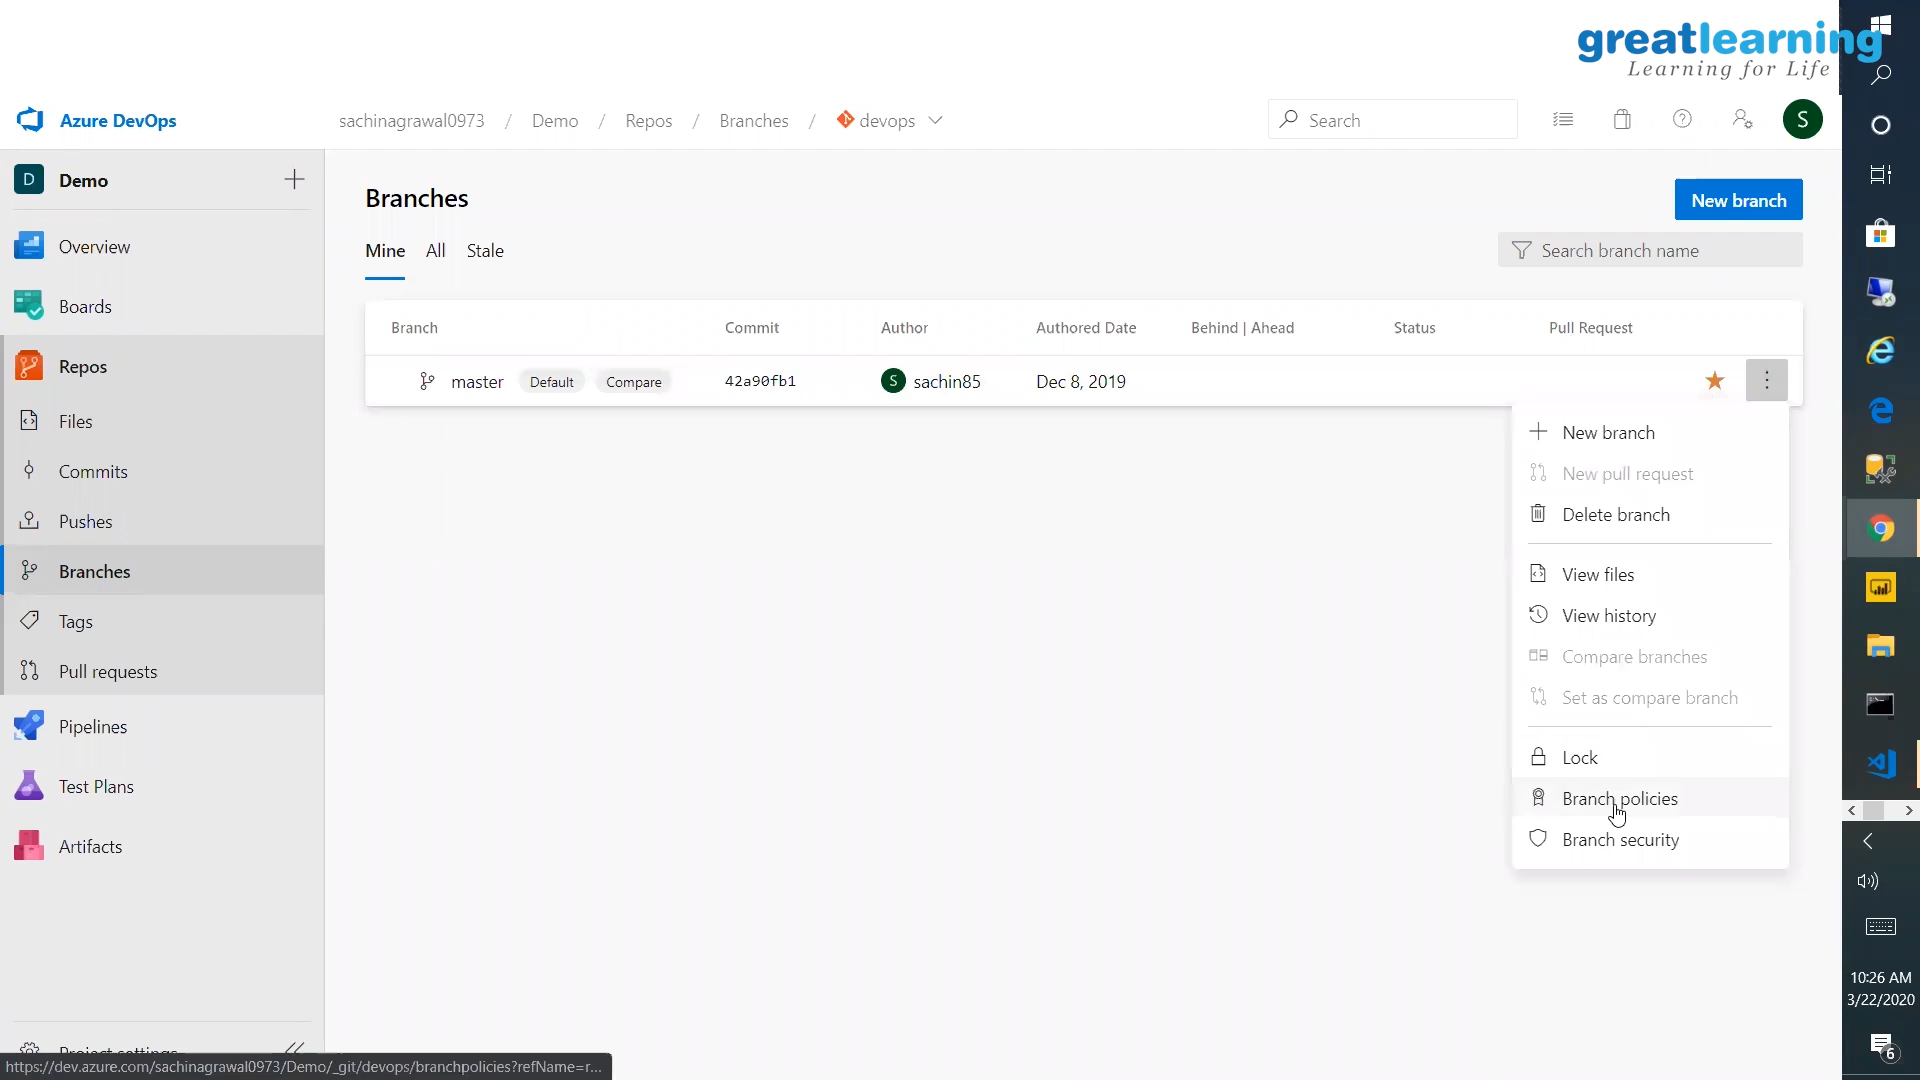 greatlearning
Learning for Life
Azure DevOps
sachinagrawal0973 / Demo / Repos / Branches / devops
Search
S
D Demo
Overview
Boards
Repos
Files
Commits
Pushes
Branches
Tags
Pull requests
Pipelines
Test Plans
Artifacts
Project settings
Branches
New branch
Mine All Stale
Search branch name
Branch Commit Author Authored Date Behind | Ahead Status Pull Request
master Default Compare 42a90fb1 S sachin85 Dec 8, 2019
New branch
New pull request
Delete branch
View files
View history
Compare branches
Set as compare branch
Lock
Branch policies
Branch security
https://dev.azure.com/sachinagrawal0973/Demo/_git/devops/branchpolicies?refName=r...
10:26 AM
3/22/2020
6